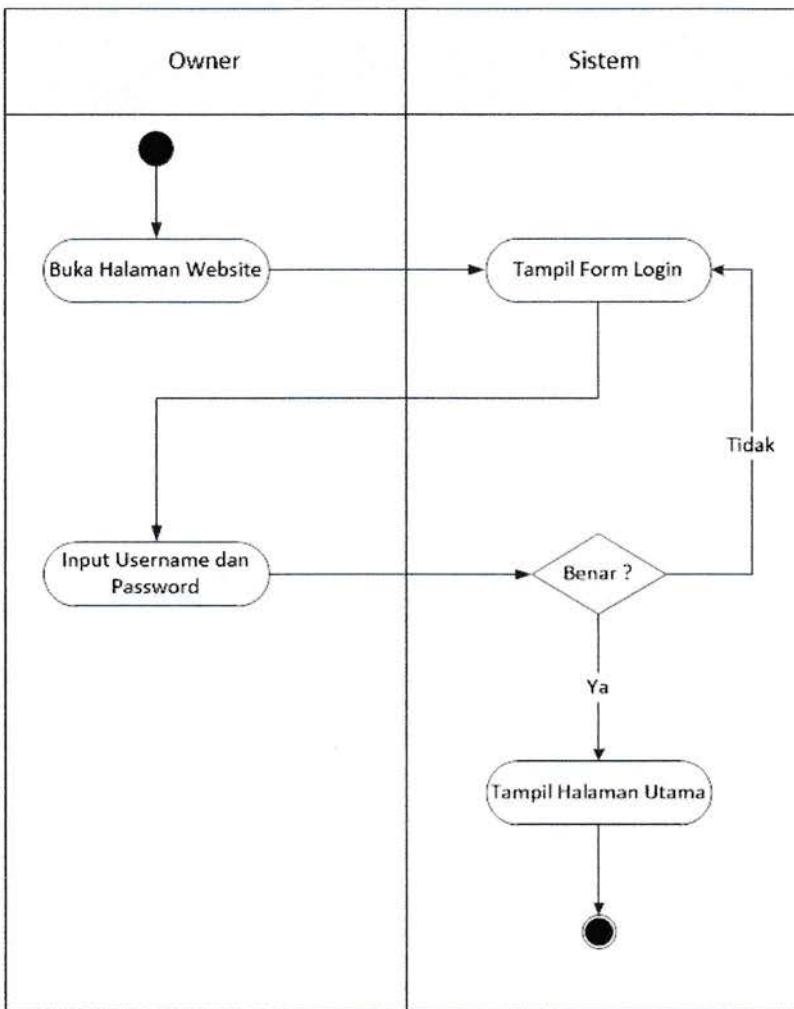 Owner
Sistem
Buka Halaman Website
Tampil Form Login
Tidak
Input Username dan
Password
Benar ?
Ya
Tampil Halaman Utama